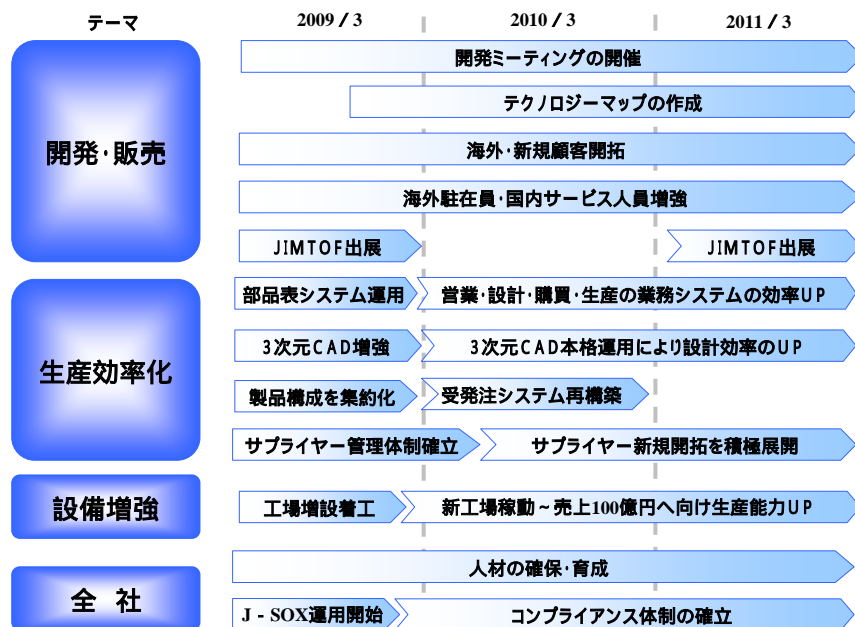 テーマ 2009 / 3 2010 / 3 2011 / 3
開発･販売
開発ミーティングの開催
テクノロジーマップの作成
海外･新規顧客開拓
海外駐在員･国内サービス人員増強
JIMTOF出展 JIMTOF出展
生産効率化
部品表システム運用 営業･設計･購買･生産の業務システムの効率UP
3次元CAD増強 3次元CAD本格運用により設計効率のUP
製品構成を集約化 受発注システム再構築
サプライヤー管理体制確立 サプライヤー新規開拓を積極展開
設備増強
工場増設着工 新工場稼動～売上100億円へ向け生産能力UP
全 社
人材の確保･育成
J - SOX運用開始 コンプライアンス体制の確立